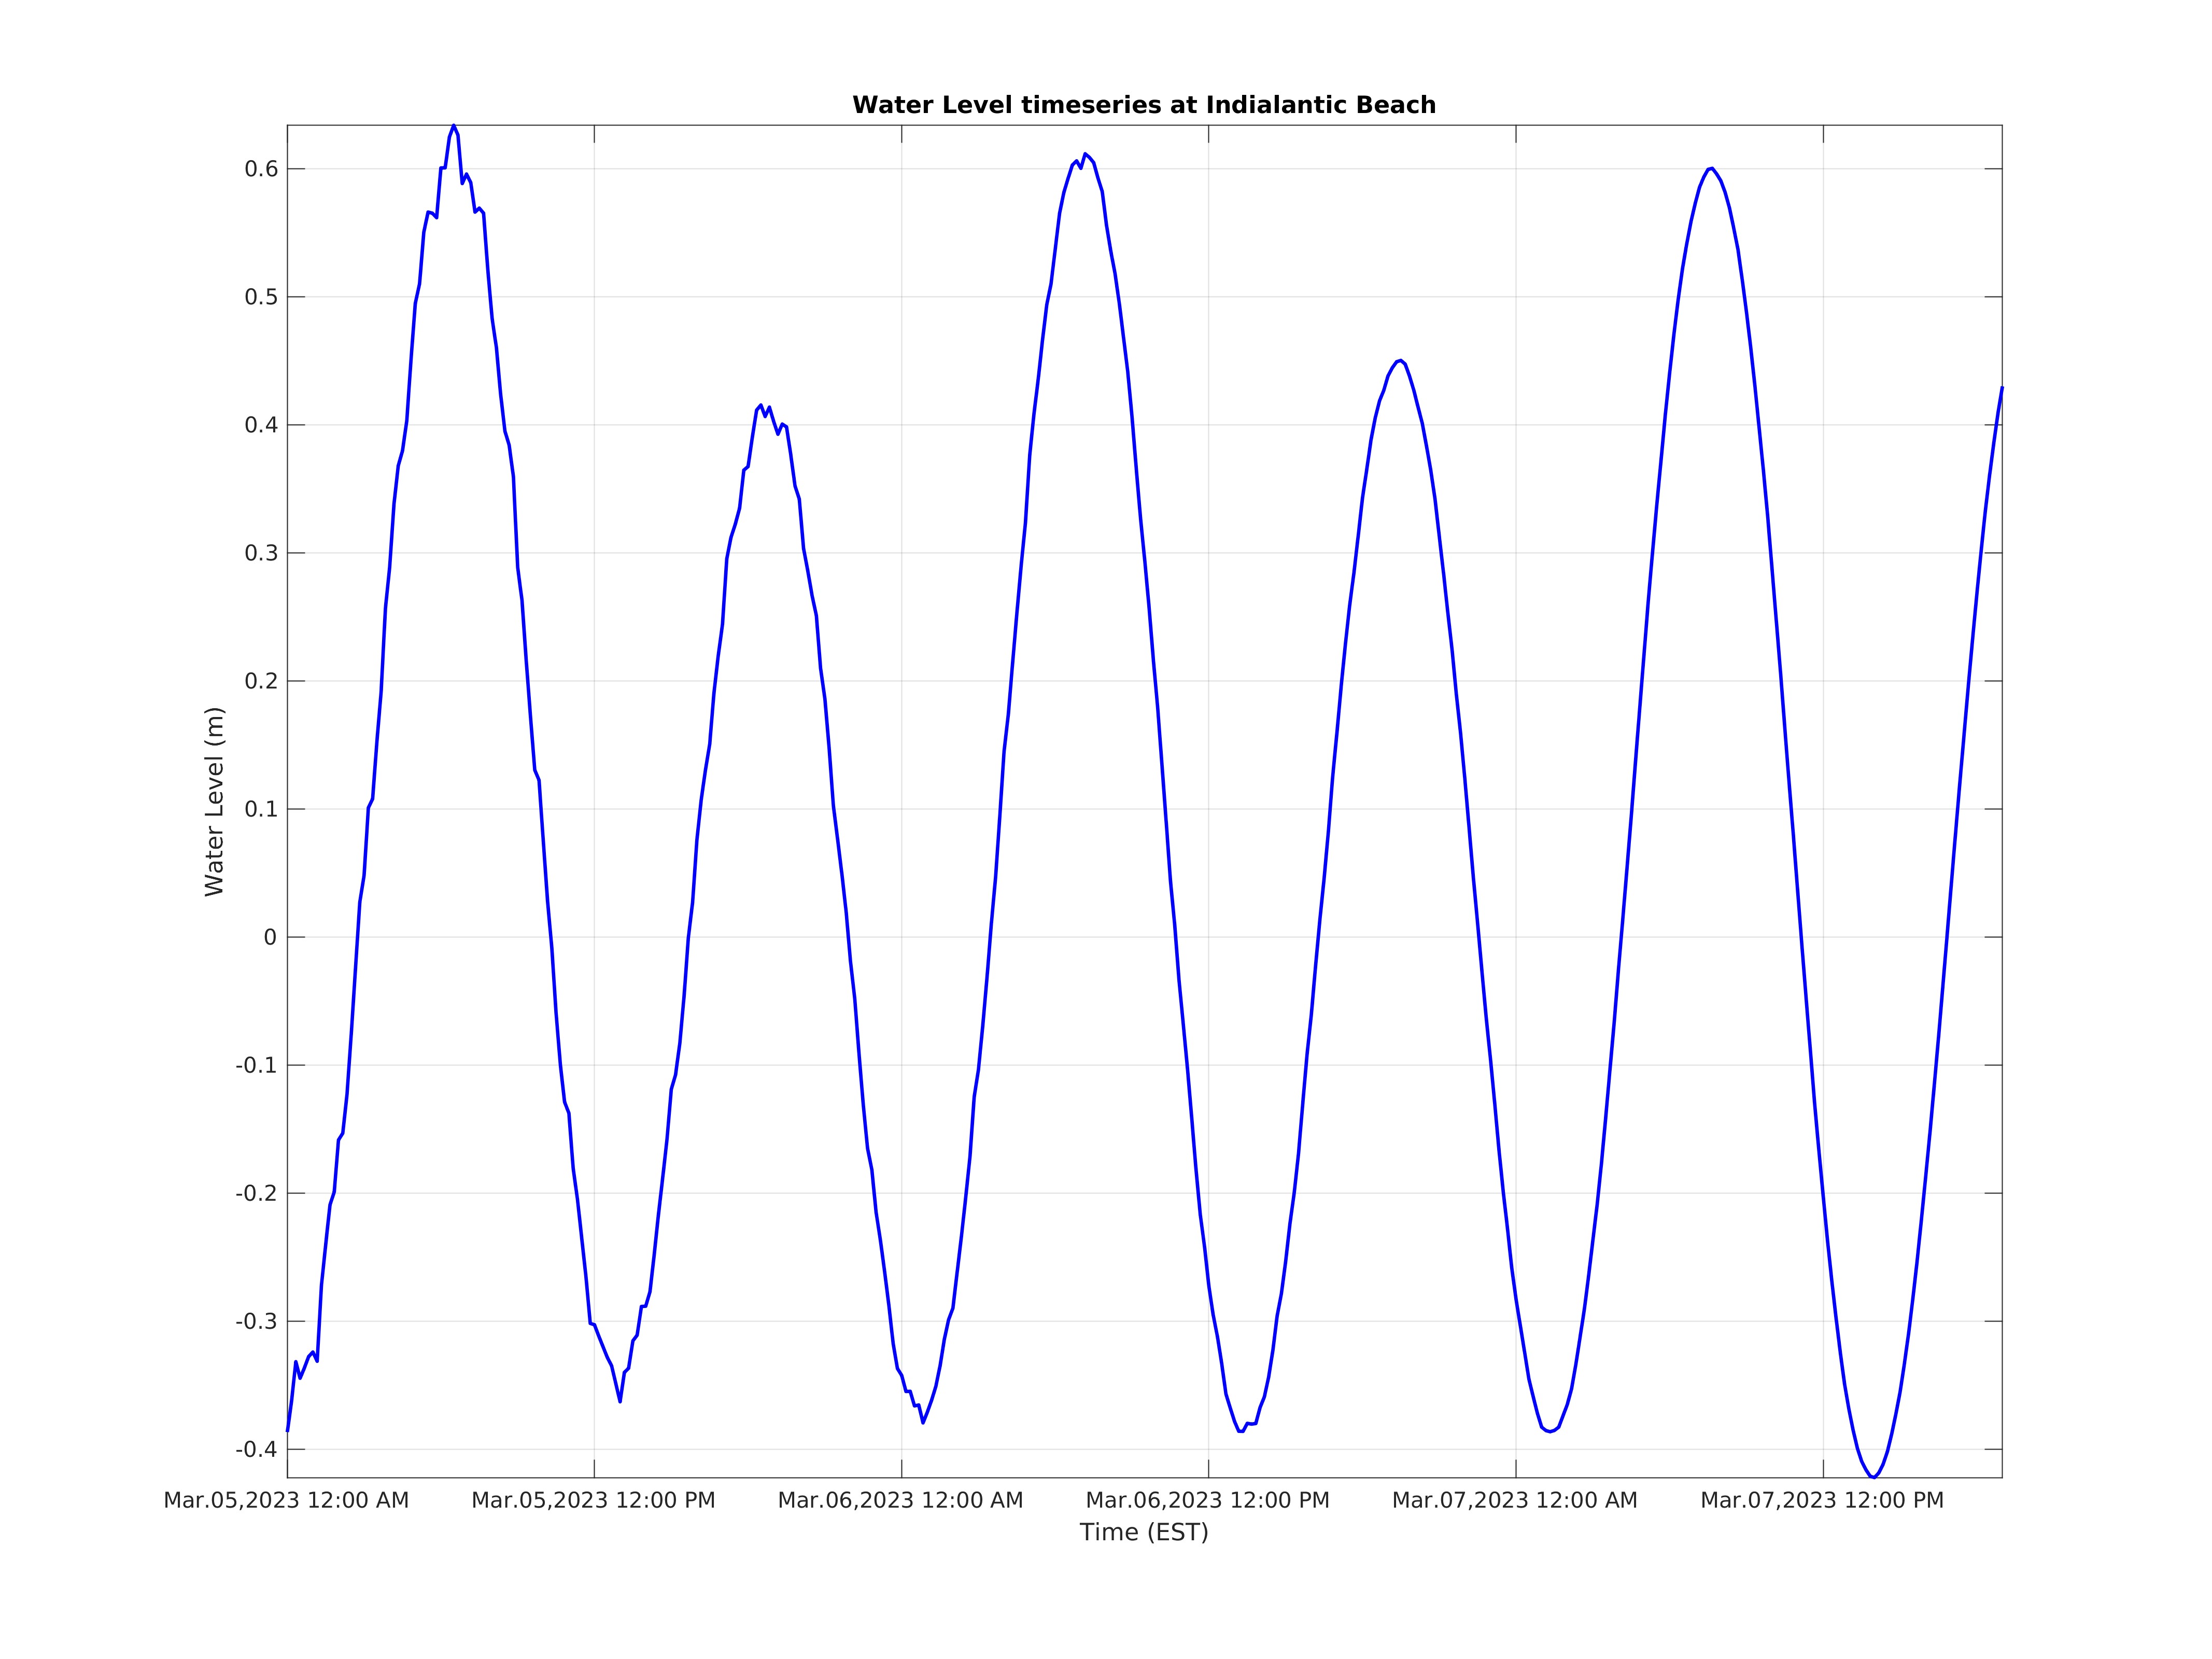 Water Level timeseries at Indialantic Beach
0.6
0.5
0.4
0.3
0.2
0.1
0
-0.1
-0.2
-0.3
-0.4
Water Level (m)
Mar.05,2023 12:00 AM Mar.05,2023 12:00 PM Mar.06,2023 12:00 AM Mar.06,2023 12:00 PM Mar.07,2023 12:00 AM Mar.07,2023 12:00 PM
Time (EST)